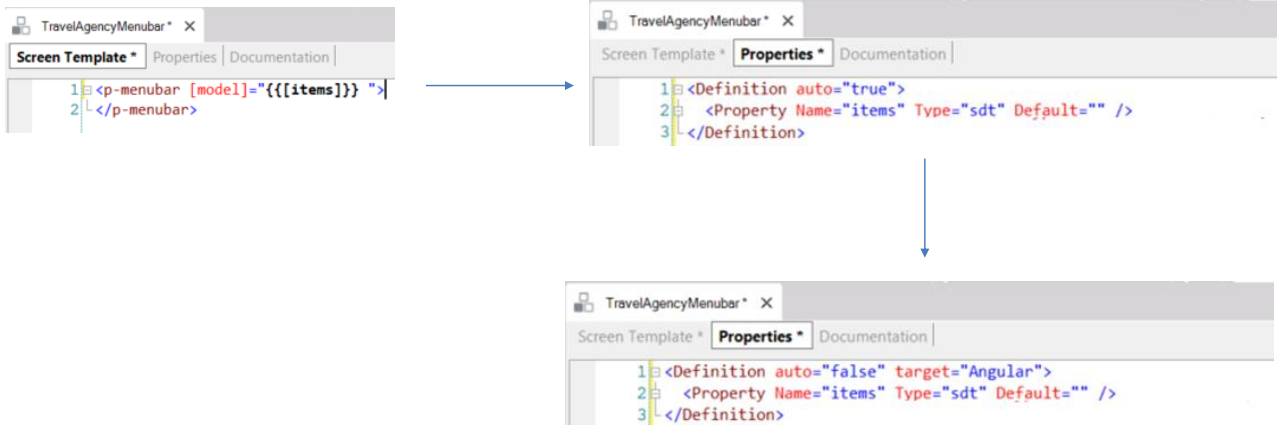 TravelAgencyMenubar* X
Screen Template * Properties Documentation
1 <p-menubar [model]="{{[items]}} ">
2 </p-menubar>
TravelAgencyMenubar* X
Screen Template * Properties * Documentation
1 <Definition auto="true">
2 <Property Name="items" Type="sdt" Default="" />
3 </Definition>
TravelAgencyMenubar* X
Screen Template * Properties * Documentation
1 <Definition auto="false" target="Angular">
2 <Property Name="items" Type="sdt" Default="" />
3 </Definition>